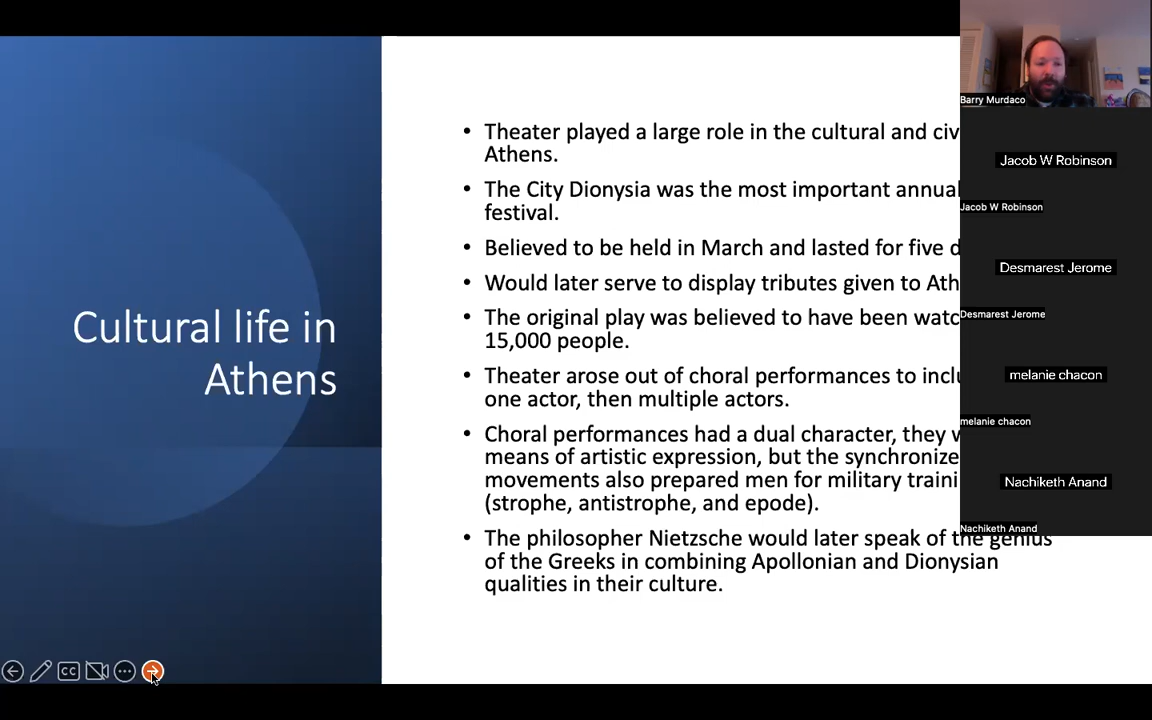 Cultural life in
Athens
• Theater played a large role in the cultural and civ
Athens.
• The City Dionysia was the most important annual
festival.
• Believed to be held in March and lasted for five d
• Would later serve to display tributes given to Ath
• The original play was believed to have been watc
15,000 people.
• Theater arose out of choral performances to inclu
one actor, then multiple actors.
• Choral performances had a dual character, they w
means of artistic expression, but the synchronize
movements also prepared men for military traini
(strophe, antistrophe, and epode).
• The philosopher Nietzsche would later speak of the genius
of the Greeks in combining Apollonian and Dionysian
qualities in their culture.
Barry Murdaco
Jacob W Robinson
Jacob W Robinson
Desmarest Jerome
Desmarest Jerome
melanie chacon
melanie chacon
Nachiketh Anand
Nachiketh Anand
CC